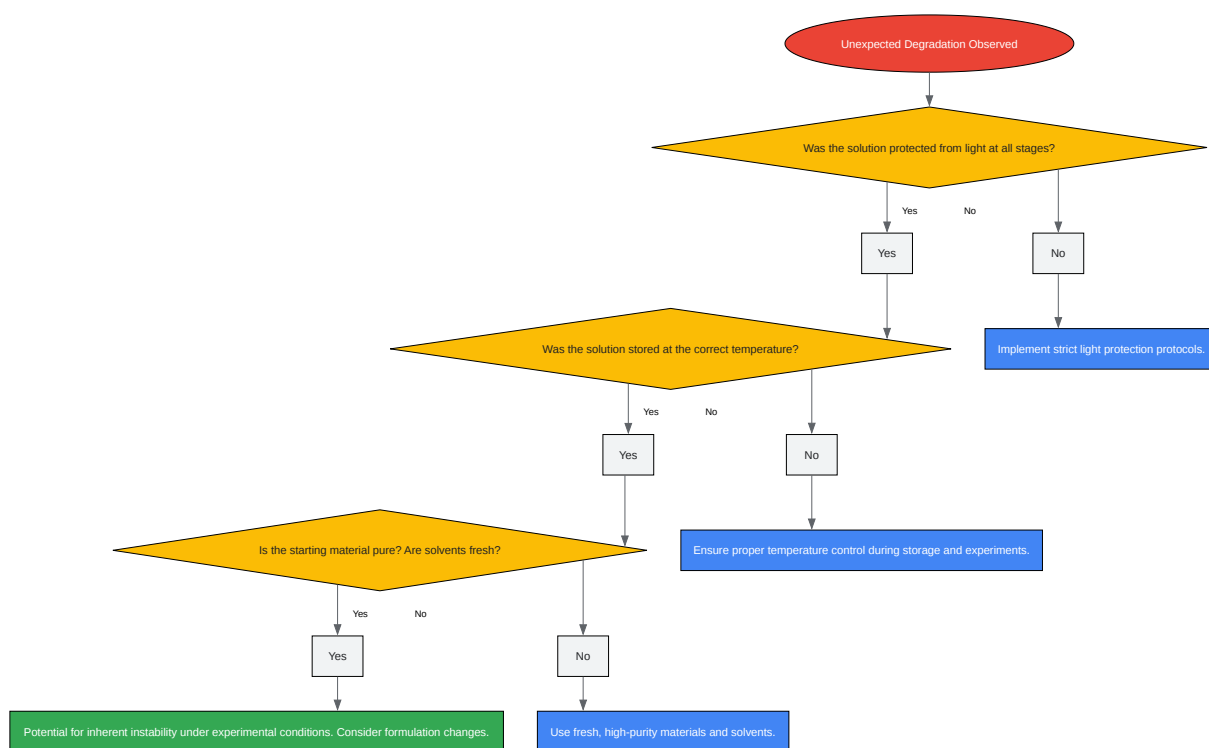 Unexpected Degradation Observed
Was the solution protected from light at all stages?
Yes
No
Yes
No
Implement strict light protection protocols.
Was the solution stored at the correct temperature?
Yes
No
Yes
No
Ensure proper temperature control during storage and experiments.
Is the starting material pure? Are solvents fresh?
Yes
No
Yes
No
Potential for inherent instability under experimental conditions. Consider formulation changes.
Use fresh, high-purity materials and solvents.